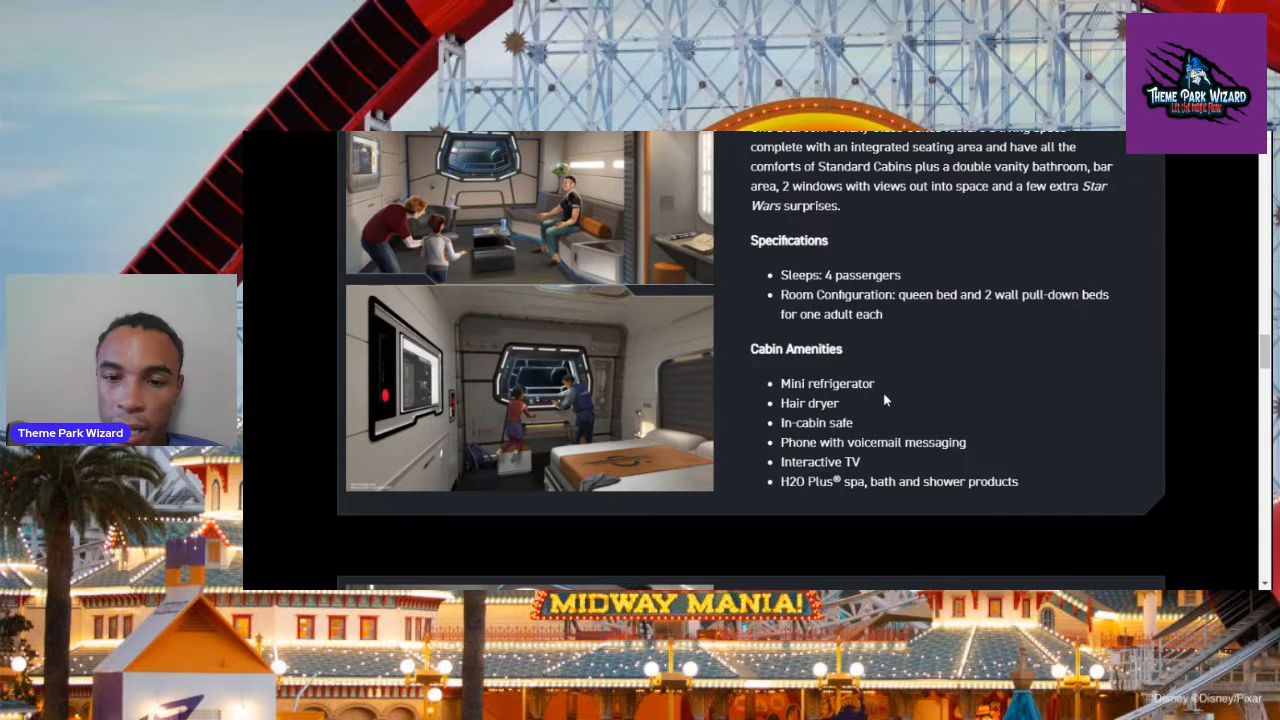 THEME PARK WIZARD
complete with an integrated seating area and have all the
comforts of Standard Cabins plus a double vanity bathroom, bar
area, 2 windows with views out into space and a few extra Star
Wars surprises.
Specifications
• Sleeps: 4 passengers
• Room Configuration: queen bed and 2 wall pull-down beds
for one adult each
Cabin Amenities
• Mini refrigerator
• Hair dryer
• In-cabin safe
• Phone with voicemail messaging
• Interactive TV
• H2O Plus® spa, bath and shower products
Theme Park Wizard
MIDWAY MANIA!
©Disney ©Disney/Pixar